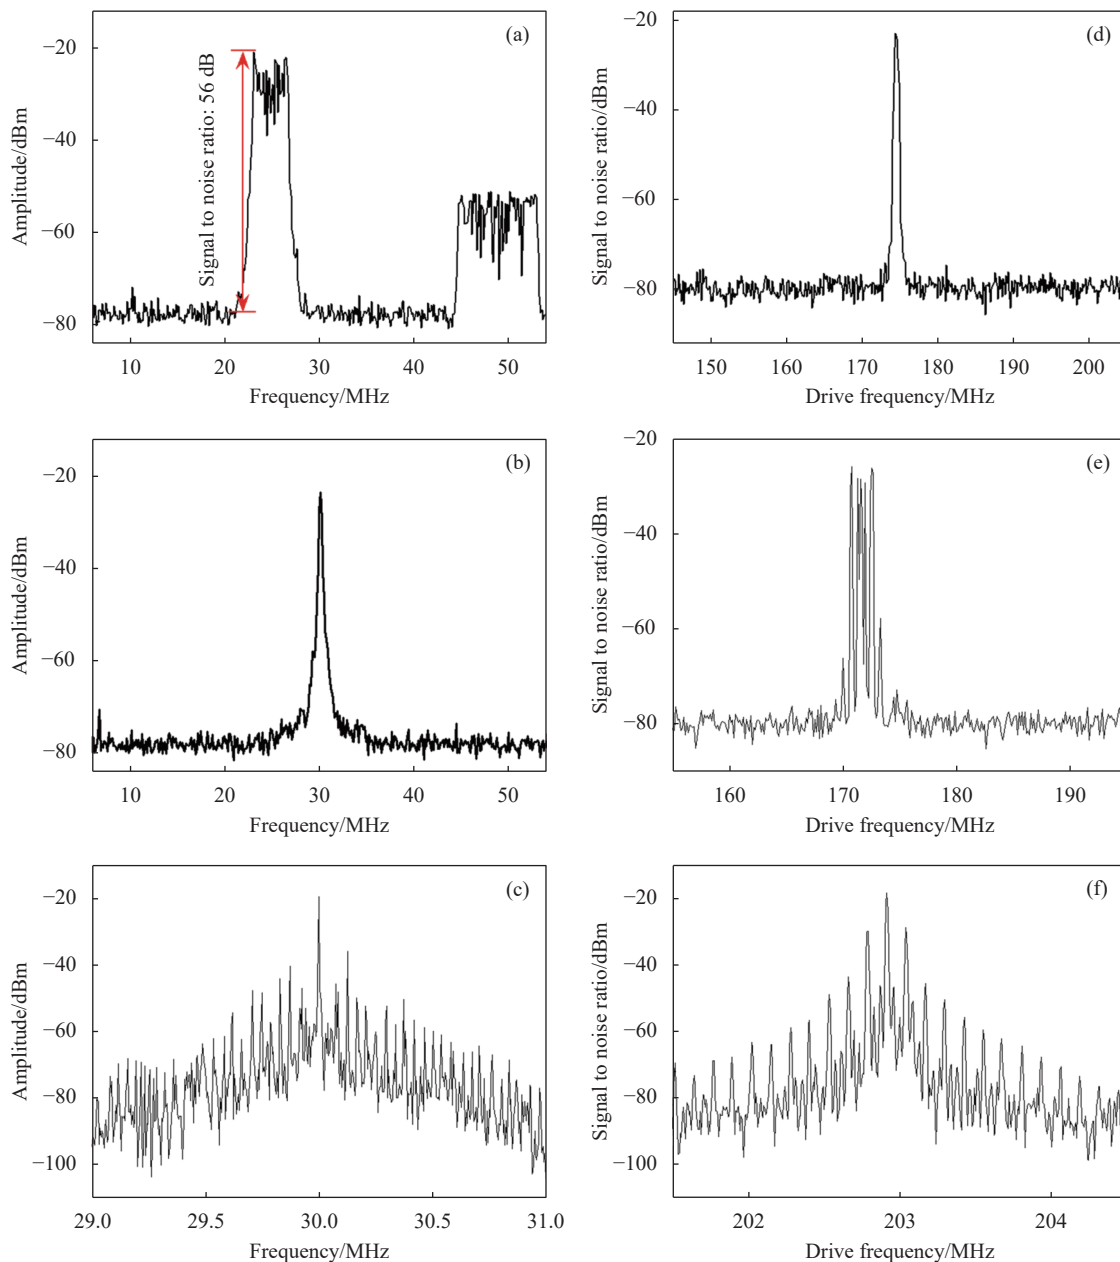 (a)
Amplitude/dBm
−20
−40
−60
−80
Signal to noise ratio: 56 dB
10 20 30 40 50
Frequency/MHz
(d)
Signal to noise ratio/dBm
−20
−40
−60
−80
150 160 170 180 190 200
Drive frequency/MHz
(b)
Amplitude/dBm
−20
−40
−60
−80
10 20 30 40 50
Frequency/MHz
(e)
Signal to noise ratio/dBm
−20
−40
−60
−80
160 170 180 190
Drive frequency/MHz
(c)
Amplitude/dBm
−20
−40
−60
−80
−100
29.0 29.5 30.0 30.5 31.0
Frequency/MHz
(f)
Signal to noise ratio/dBm
−20
−40
−60
−80
−100
202 203 204
Drive frequency/MHz